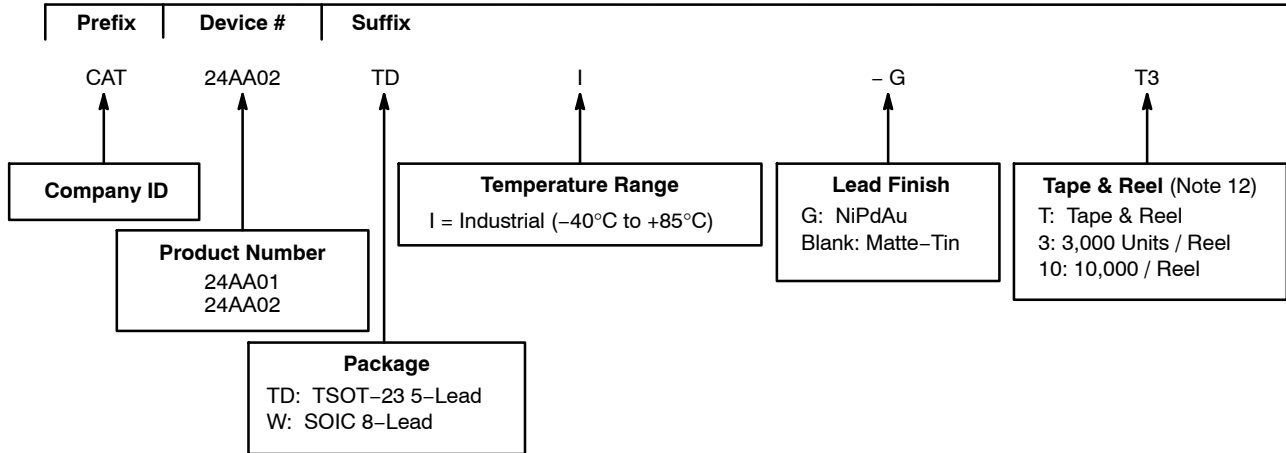 Prefix Device # Suffix
CAT 24AA02 TD I – G T3
Company ID
Product Number
24AA01
24AA02
Package
TD: TSOT–23 5–Lead
W: SOIC 8–Lead
Temperature Range
I = Industrial (–40°C to +85°C)
Lead Finish
G: NiPdAu
Blank: Matte–Tin
Tape & Reel (Note 12)
T: Tape & Reel
3: 3,000 Units / Reel
10: 10,000 / Reel